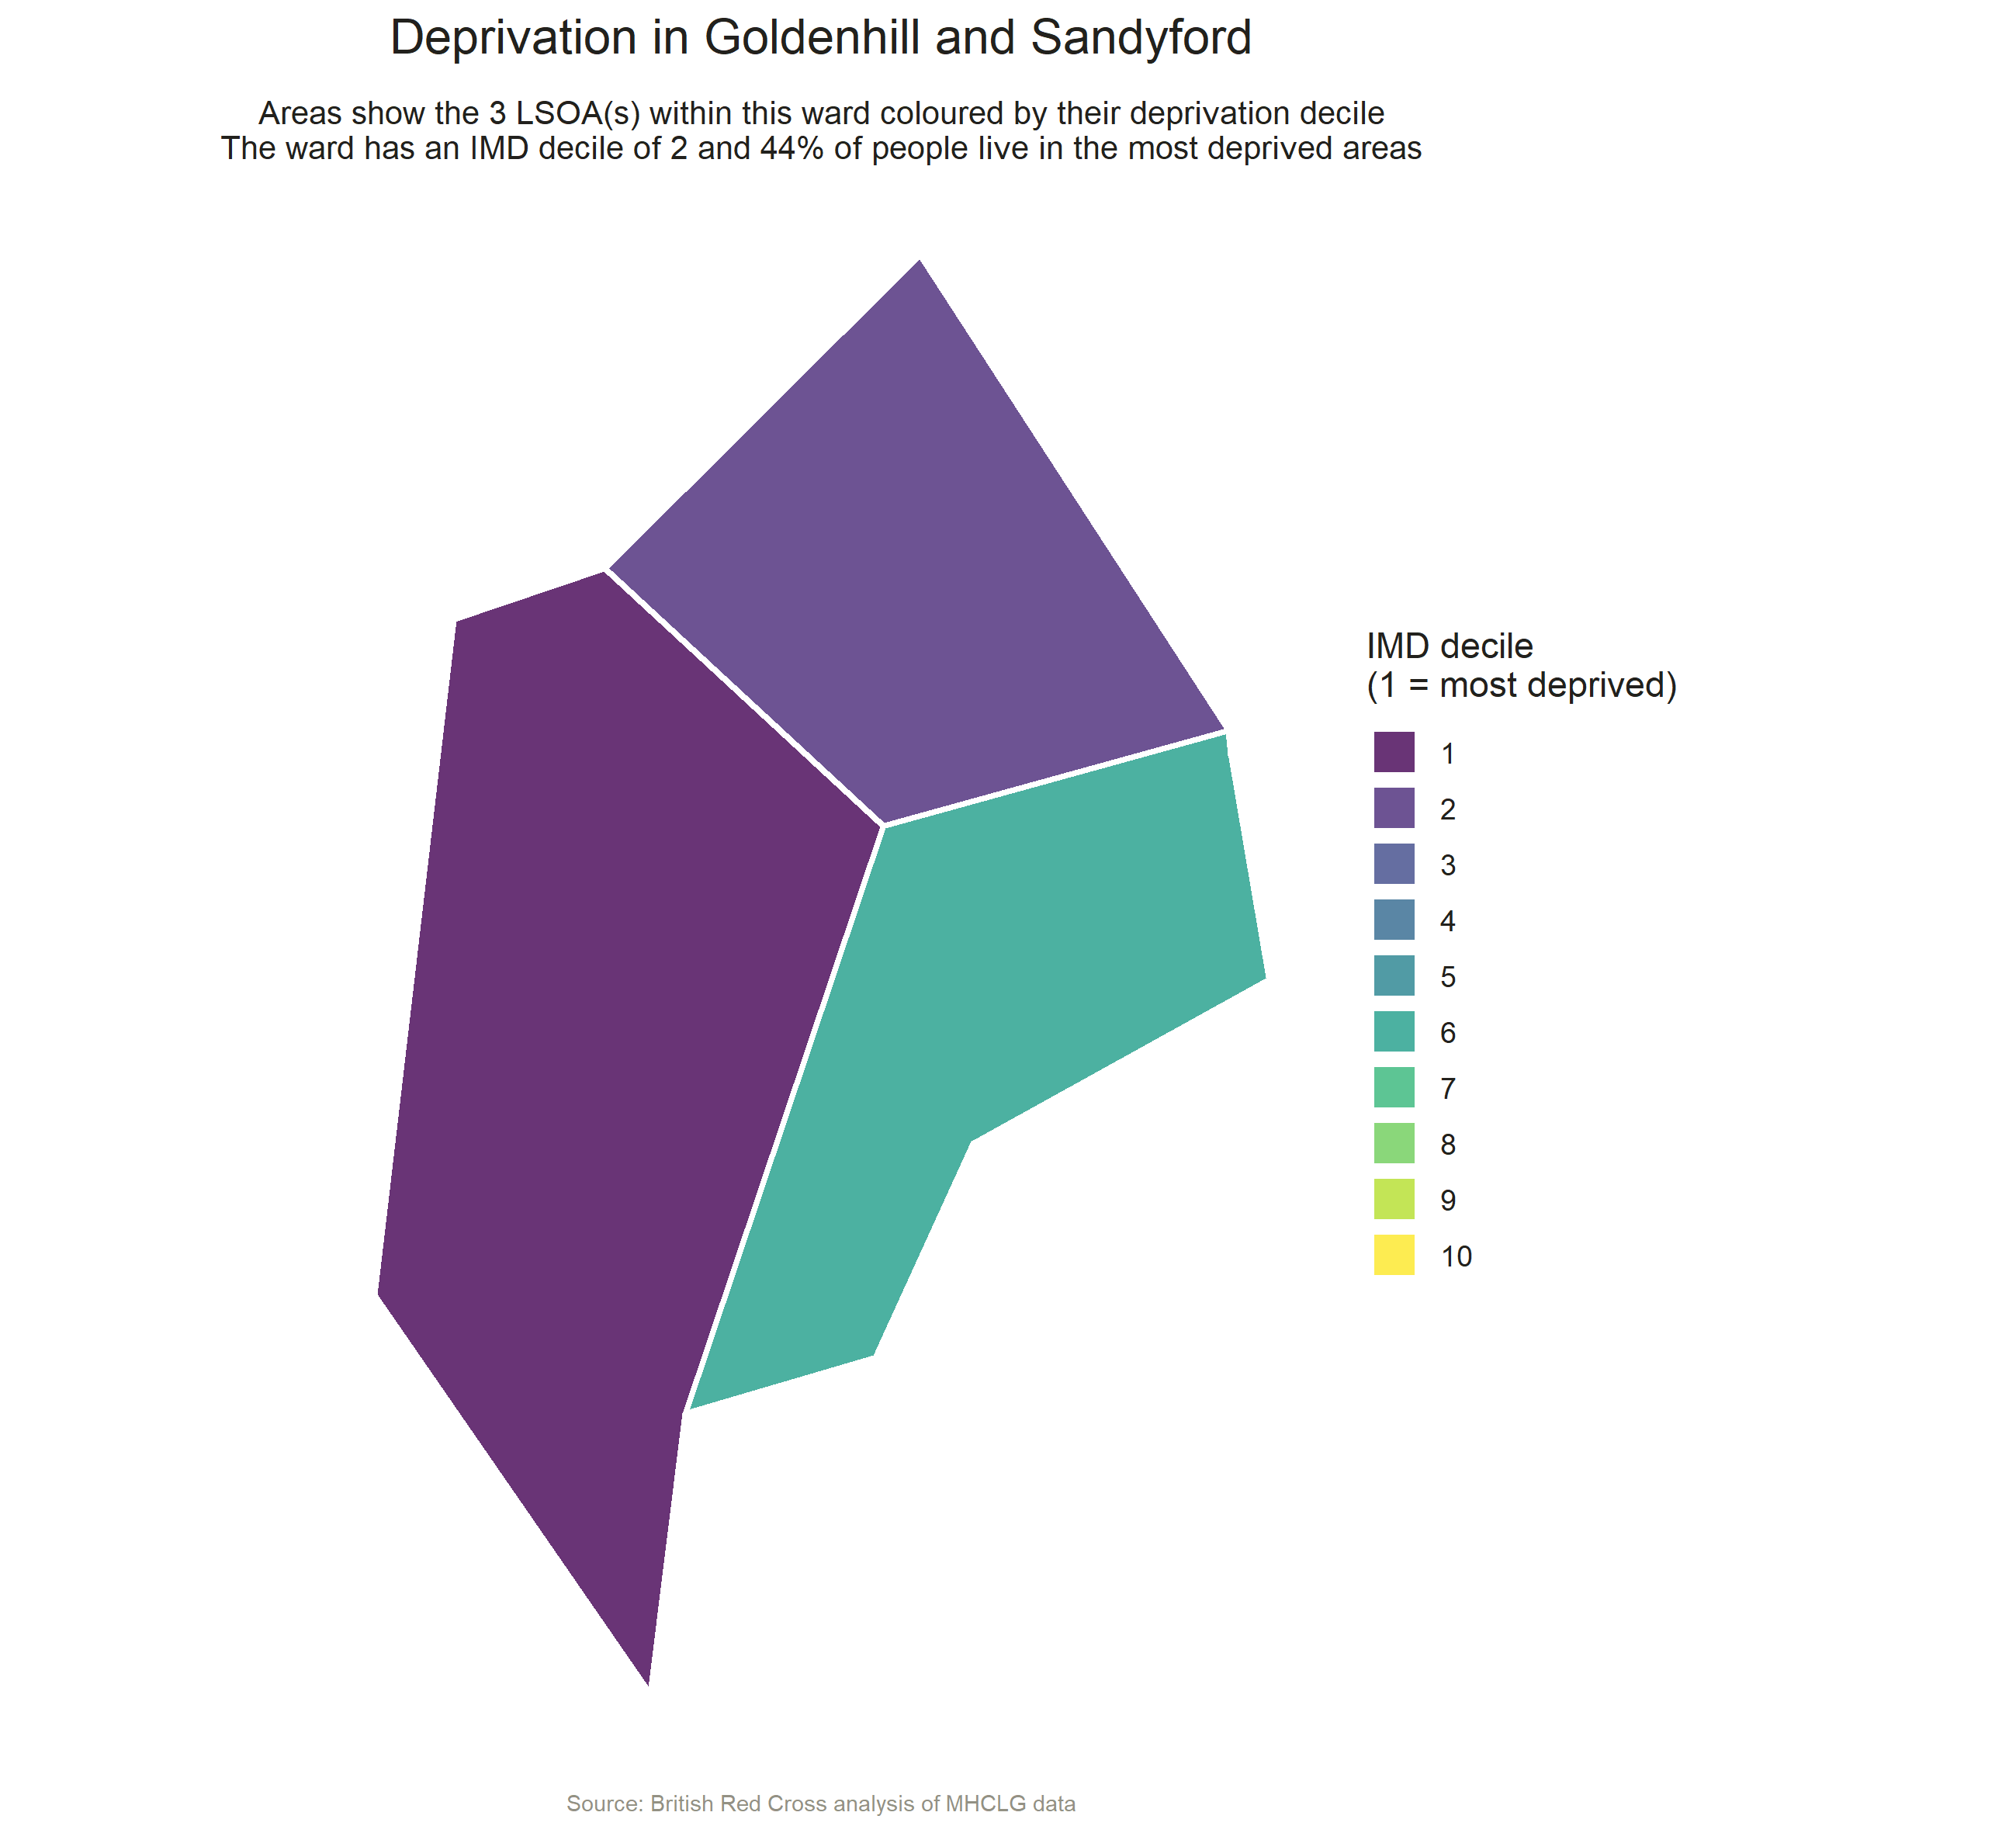 Deprivation in Goldenhill and Sandyford
Areas show the 3 LSOA(s) within this ward coloured by their deprivation decile
The ward has an IMD decile of 2 and 44% of people live in the most deprived areas
IMD decile
(1 = most deprived)
1
2
3
4
5
6
7
8
9
10
Source: British Red Cross analysis of MHCLG data